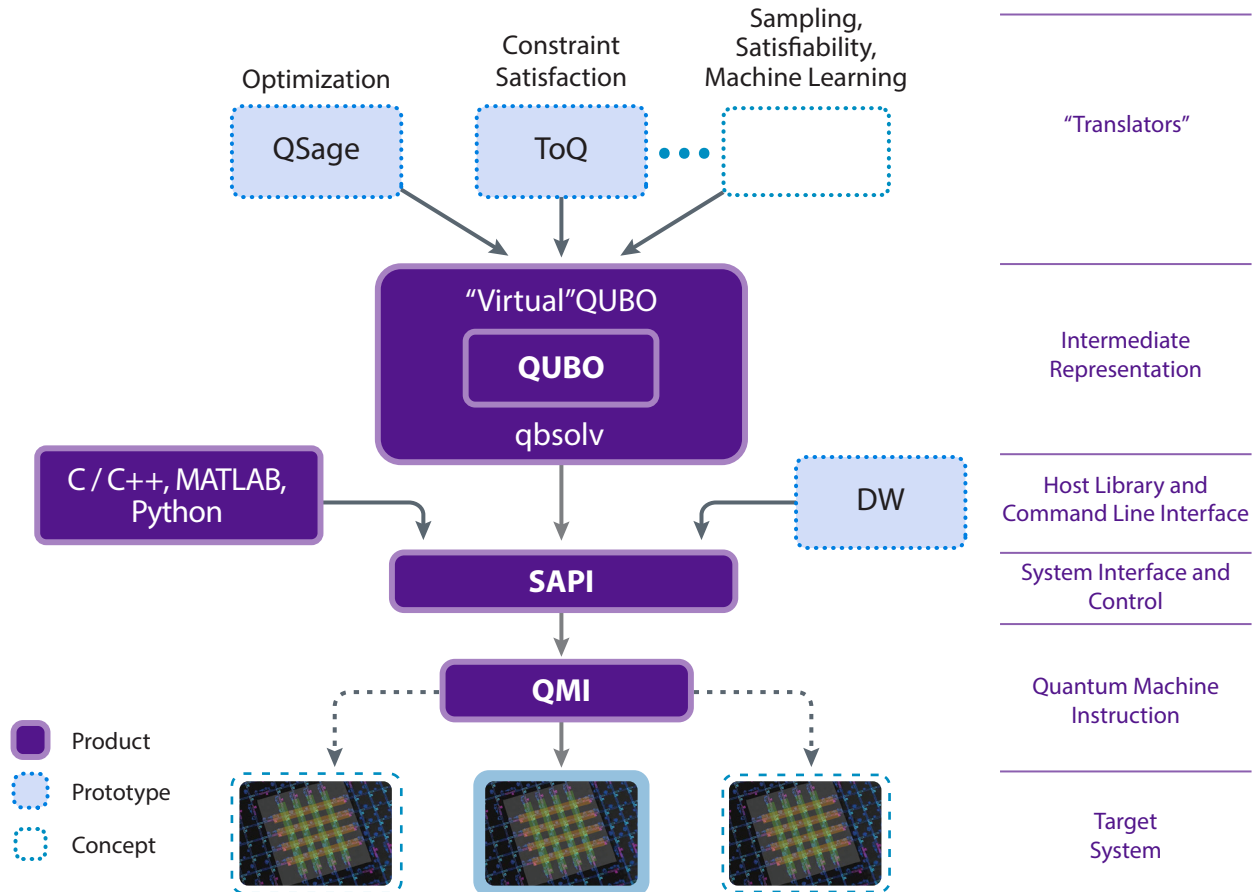 Optimization
Constraint
Satisfaction
Sampling,
Satisfiability,
Machine Learning
QSage
ToQ
“Translators”
“Virtual”QUBO
QUBO
qbsolv
Intermediate
Representation
C / C++, MATLAB,
Python
DW
Host Library and
Command Line Interface
SAPI
System Interface and
Control
QMI
Quantum Machine
Instruction
Product
Prototype
Concept
Target
System